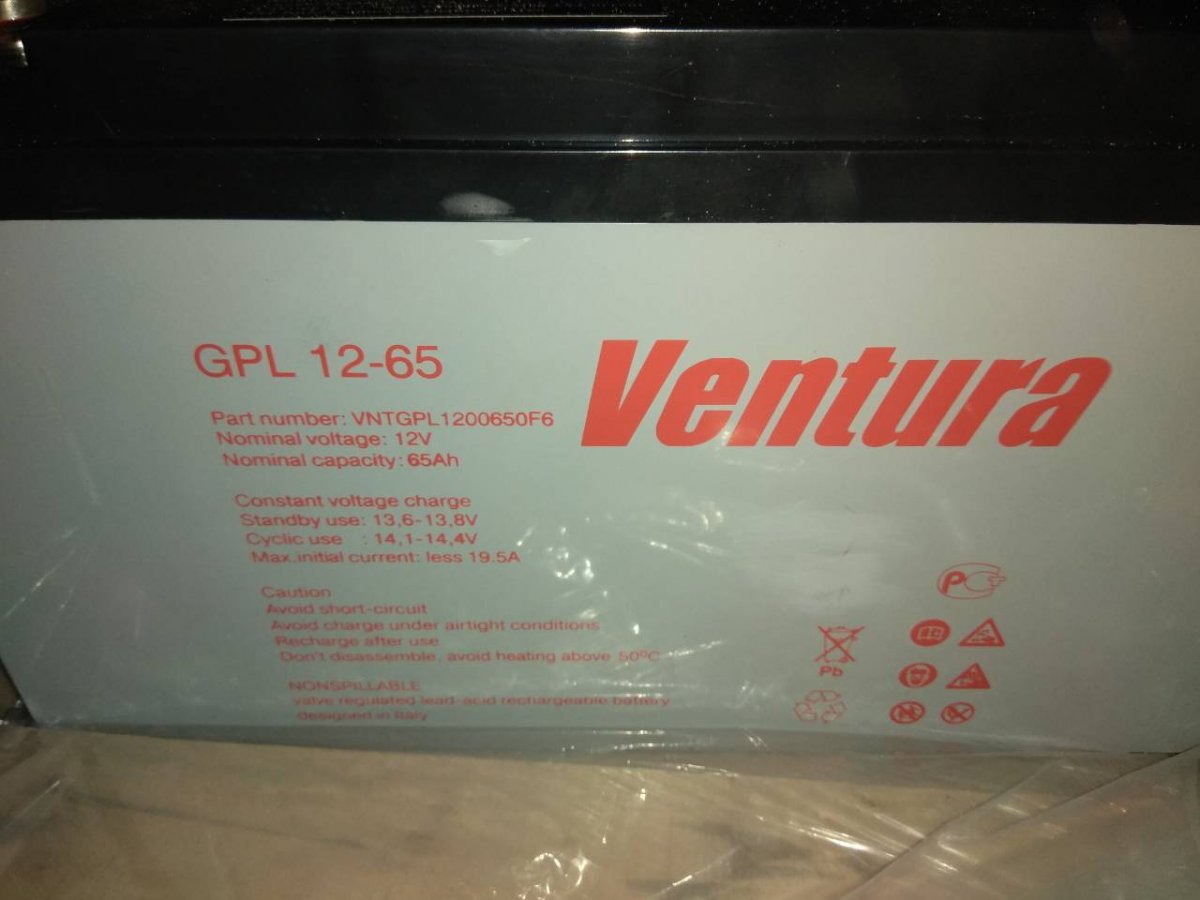 GPL 12-65
Ventura
Part number: VNTGPL1200650F6
Nominal voltage: 12V
Nominal capacity: 65Ah
Constant voltage charge
Standby use: 13,6-13,8V
Cyclic use : 14,1-14,4V
Max.initial current: less 19.5A
Caution
Avoid short-circuit
Avoid charge under airtight conditions
Recharge after use
Don't disassemble, avoid heating above 50°C
NONSPILLABLE
valve regulated lead-acid rechargeable battery
designed in Italy
PC
Pb